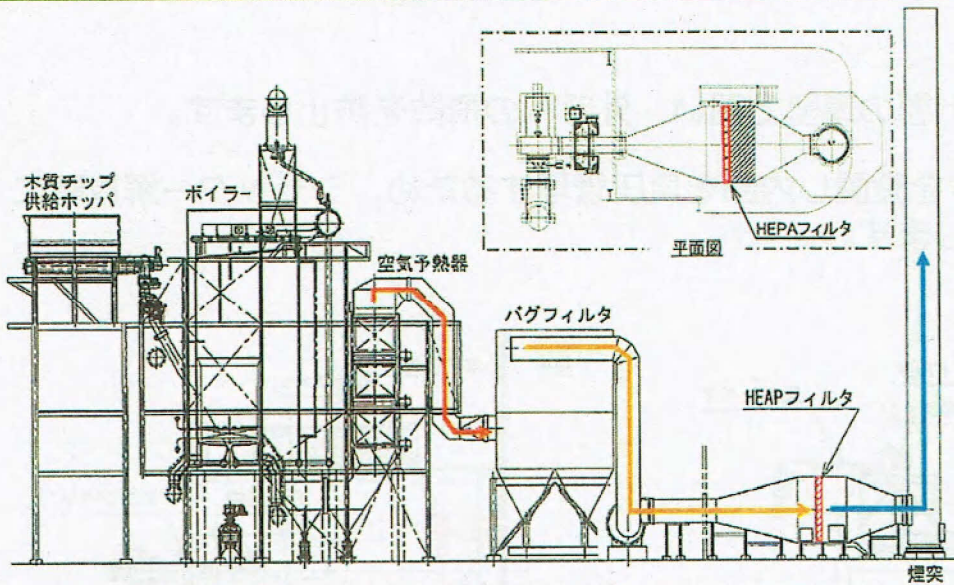 木質チップ
供給ホッパ
ボイラー
空気予熱器
バグフィルタ
HEPAフィルタ
平面図
HEAPフィルタ
煙突